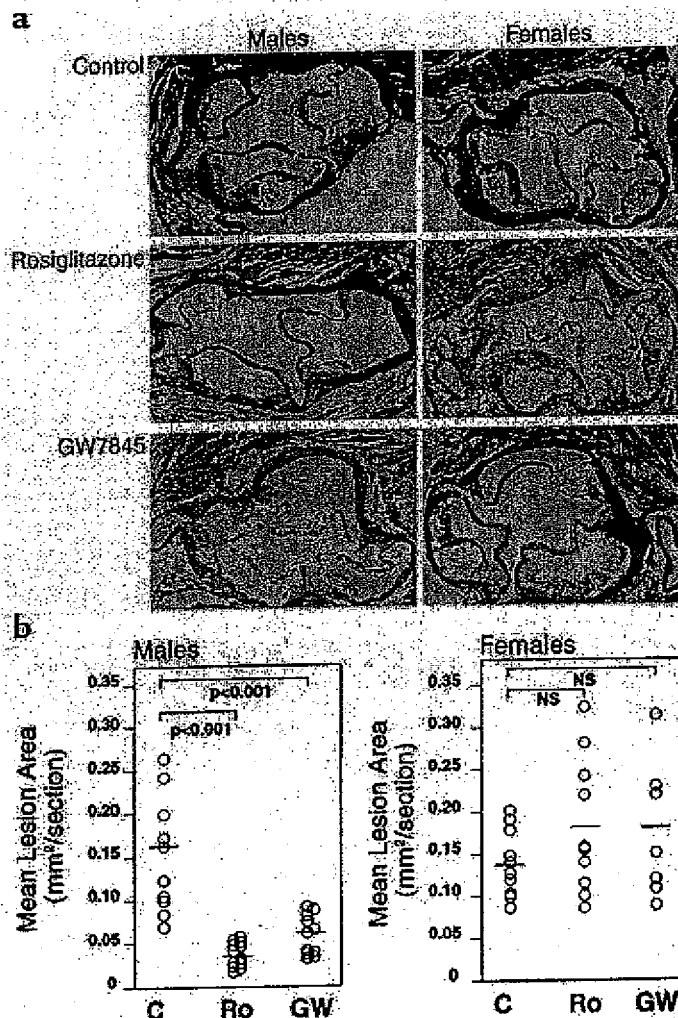 a
Males Females
Control
Rosiglitazone
GW7845
b
Males
0.35
0.30
0.25
0.20
0.15
0.10
0.05
0
Mean Lesion Area
(mm²/section)
p<0.001
p<0.001
C Ro GW
Females
0.35
0.30
0.25
0.20
0.15
0.10
0.05
0
Mean Lesion Area
(mm²/section)
NS
NS
C Ro GW